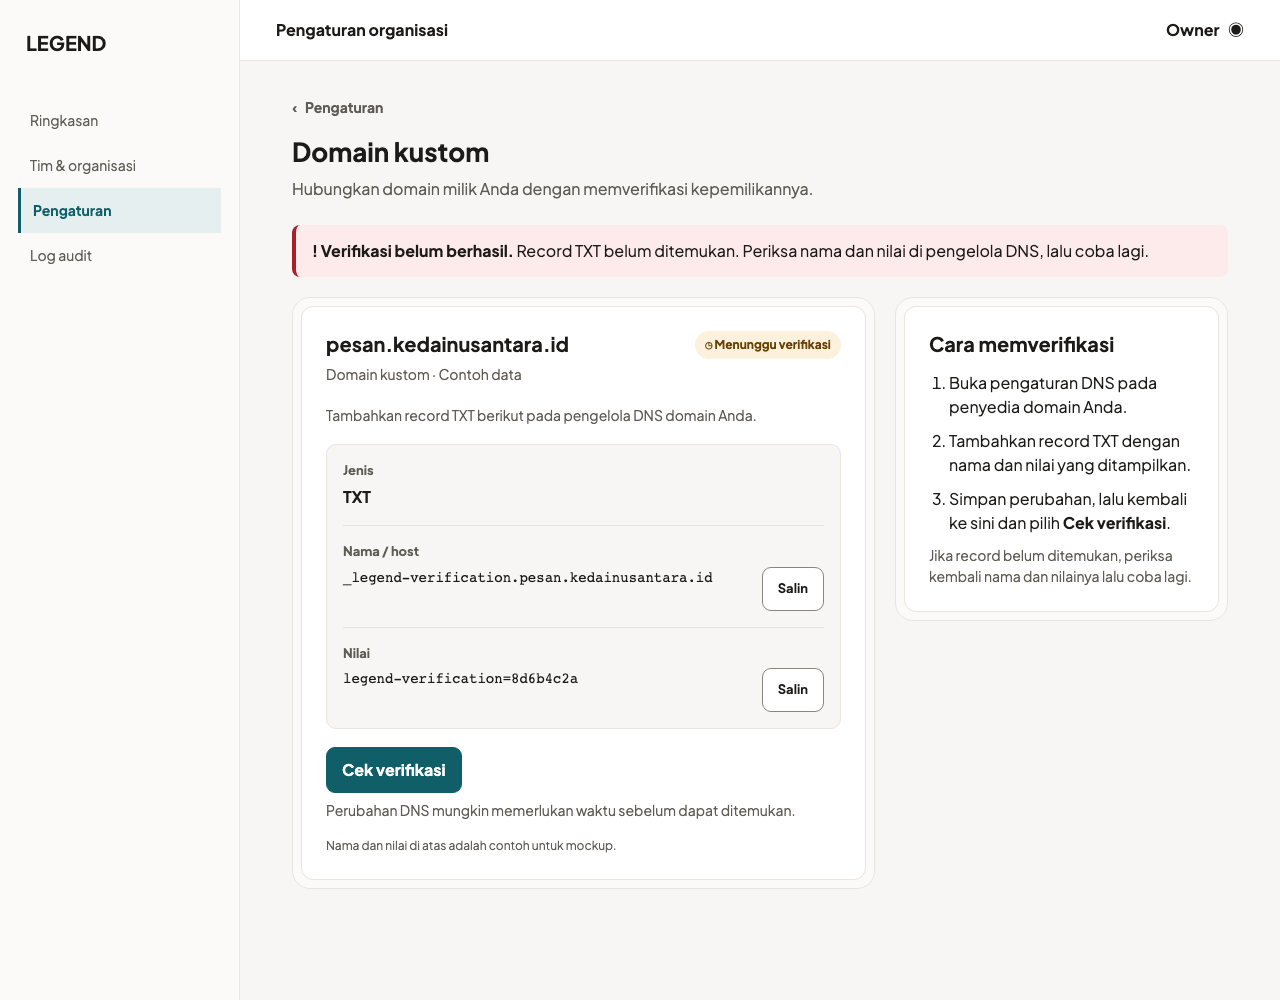 LEGEND
Pengaturan organisasi
Owner
Ringkasan
Tim & organisasi
Pengaturan
Log audit
‹ Pengaturan
Domain kustom
Hubungkan domain milik Anda dengan memverifikasi kepemilikannya.
! Verifikasi belum berhasil. Record TXT belum ditemukan. Periksa nama dan nilai di pengelola DNS, lalu coba lagi.
pesan.kedainusantara.id
Menunggu verifikasi
Domain kustom · Contoh data
Tambahkan record TXT berikut pada pengelola DNS domain Anda.
Jenis
TXT
Nama / host
_legend-verification.pesan.kedainusantara.id
Salin
Nilai
legend-verification=8d6b4c2a
Salin
Cek verifikasi
Perubahan DNS mungkin memerlukan waktu sebelum dapat ditemukan.
Nama dan nilai di atas adalah contoh untuk mockup.
Cara memverifikasi
1. Buka pengaturan DNS pada
penyedia domain Anda.
2. Tambahkan record TXT dengan
nama dan nilai yang ditampilkan.
3. Simpan perubahan, lalu kembali
ke sini dan pilih Cek verifikasi.
Jika record belum ditemukan, periksa
kembali nama dan nilainya lalu coba lagi.